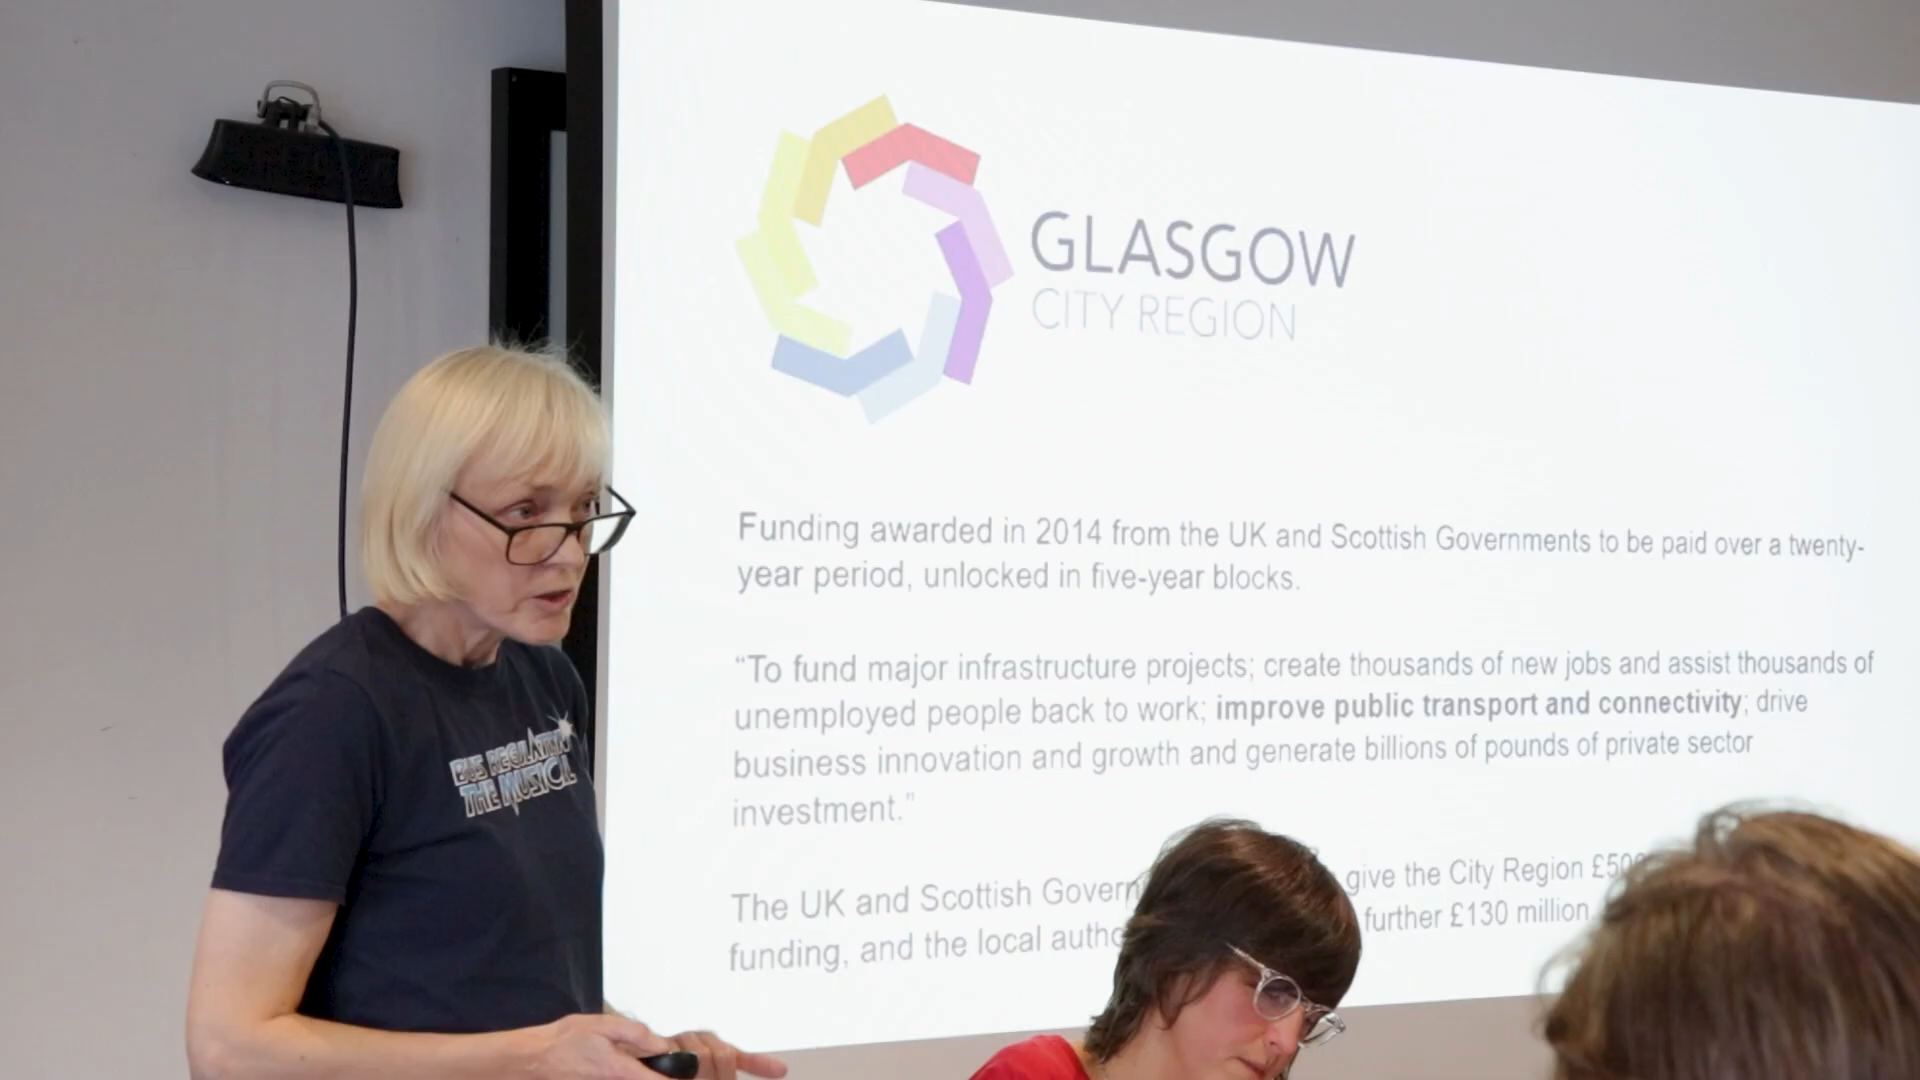 GLASGOW
CITY REGION
Funding awarded in 2014 from the UK and Scottish Governments to be paid over a twenty-
year period, unlocked in five-year blocks.
“To fund major infrastructure projects; create thousands of new jobs and assist thousands of
unemployed people back to work; improve public transport and connectivity; drive
business innovation and growth and generate billions of pounds of private sector
investment.”
The UK and Scottish give the City Region
funding, and the local further £130 million
BUS REGULATION
THE MUSICAL